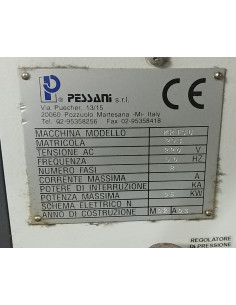 P ® PESSANI s.r.l.
Via Puecher, 13/15
20060 Pozzuolo Martesana -Mi- Italy
Tel. 02-95358256 Fax 02-95358418
CE
MACCHINA MODELLO
MATRICOLA
TENSIONE AC V
FREQUENZA HZ
NUMERO FASI
CORRENTE MASSIMA A
POTERE DI INTERRUZIONE KA
POTENZA MASSIMA KW
SCHEMA ELETTRICO N.
ANNO DI COSTRUZIONE M A
REGOLATORE
DI PRESSIONE